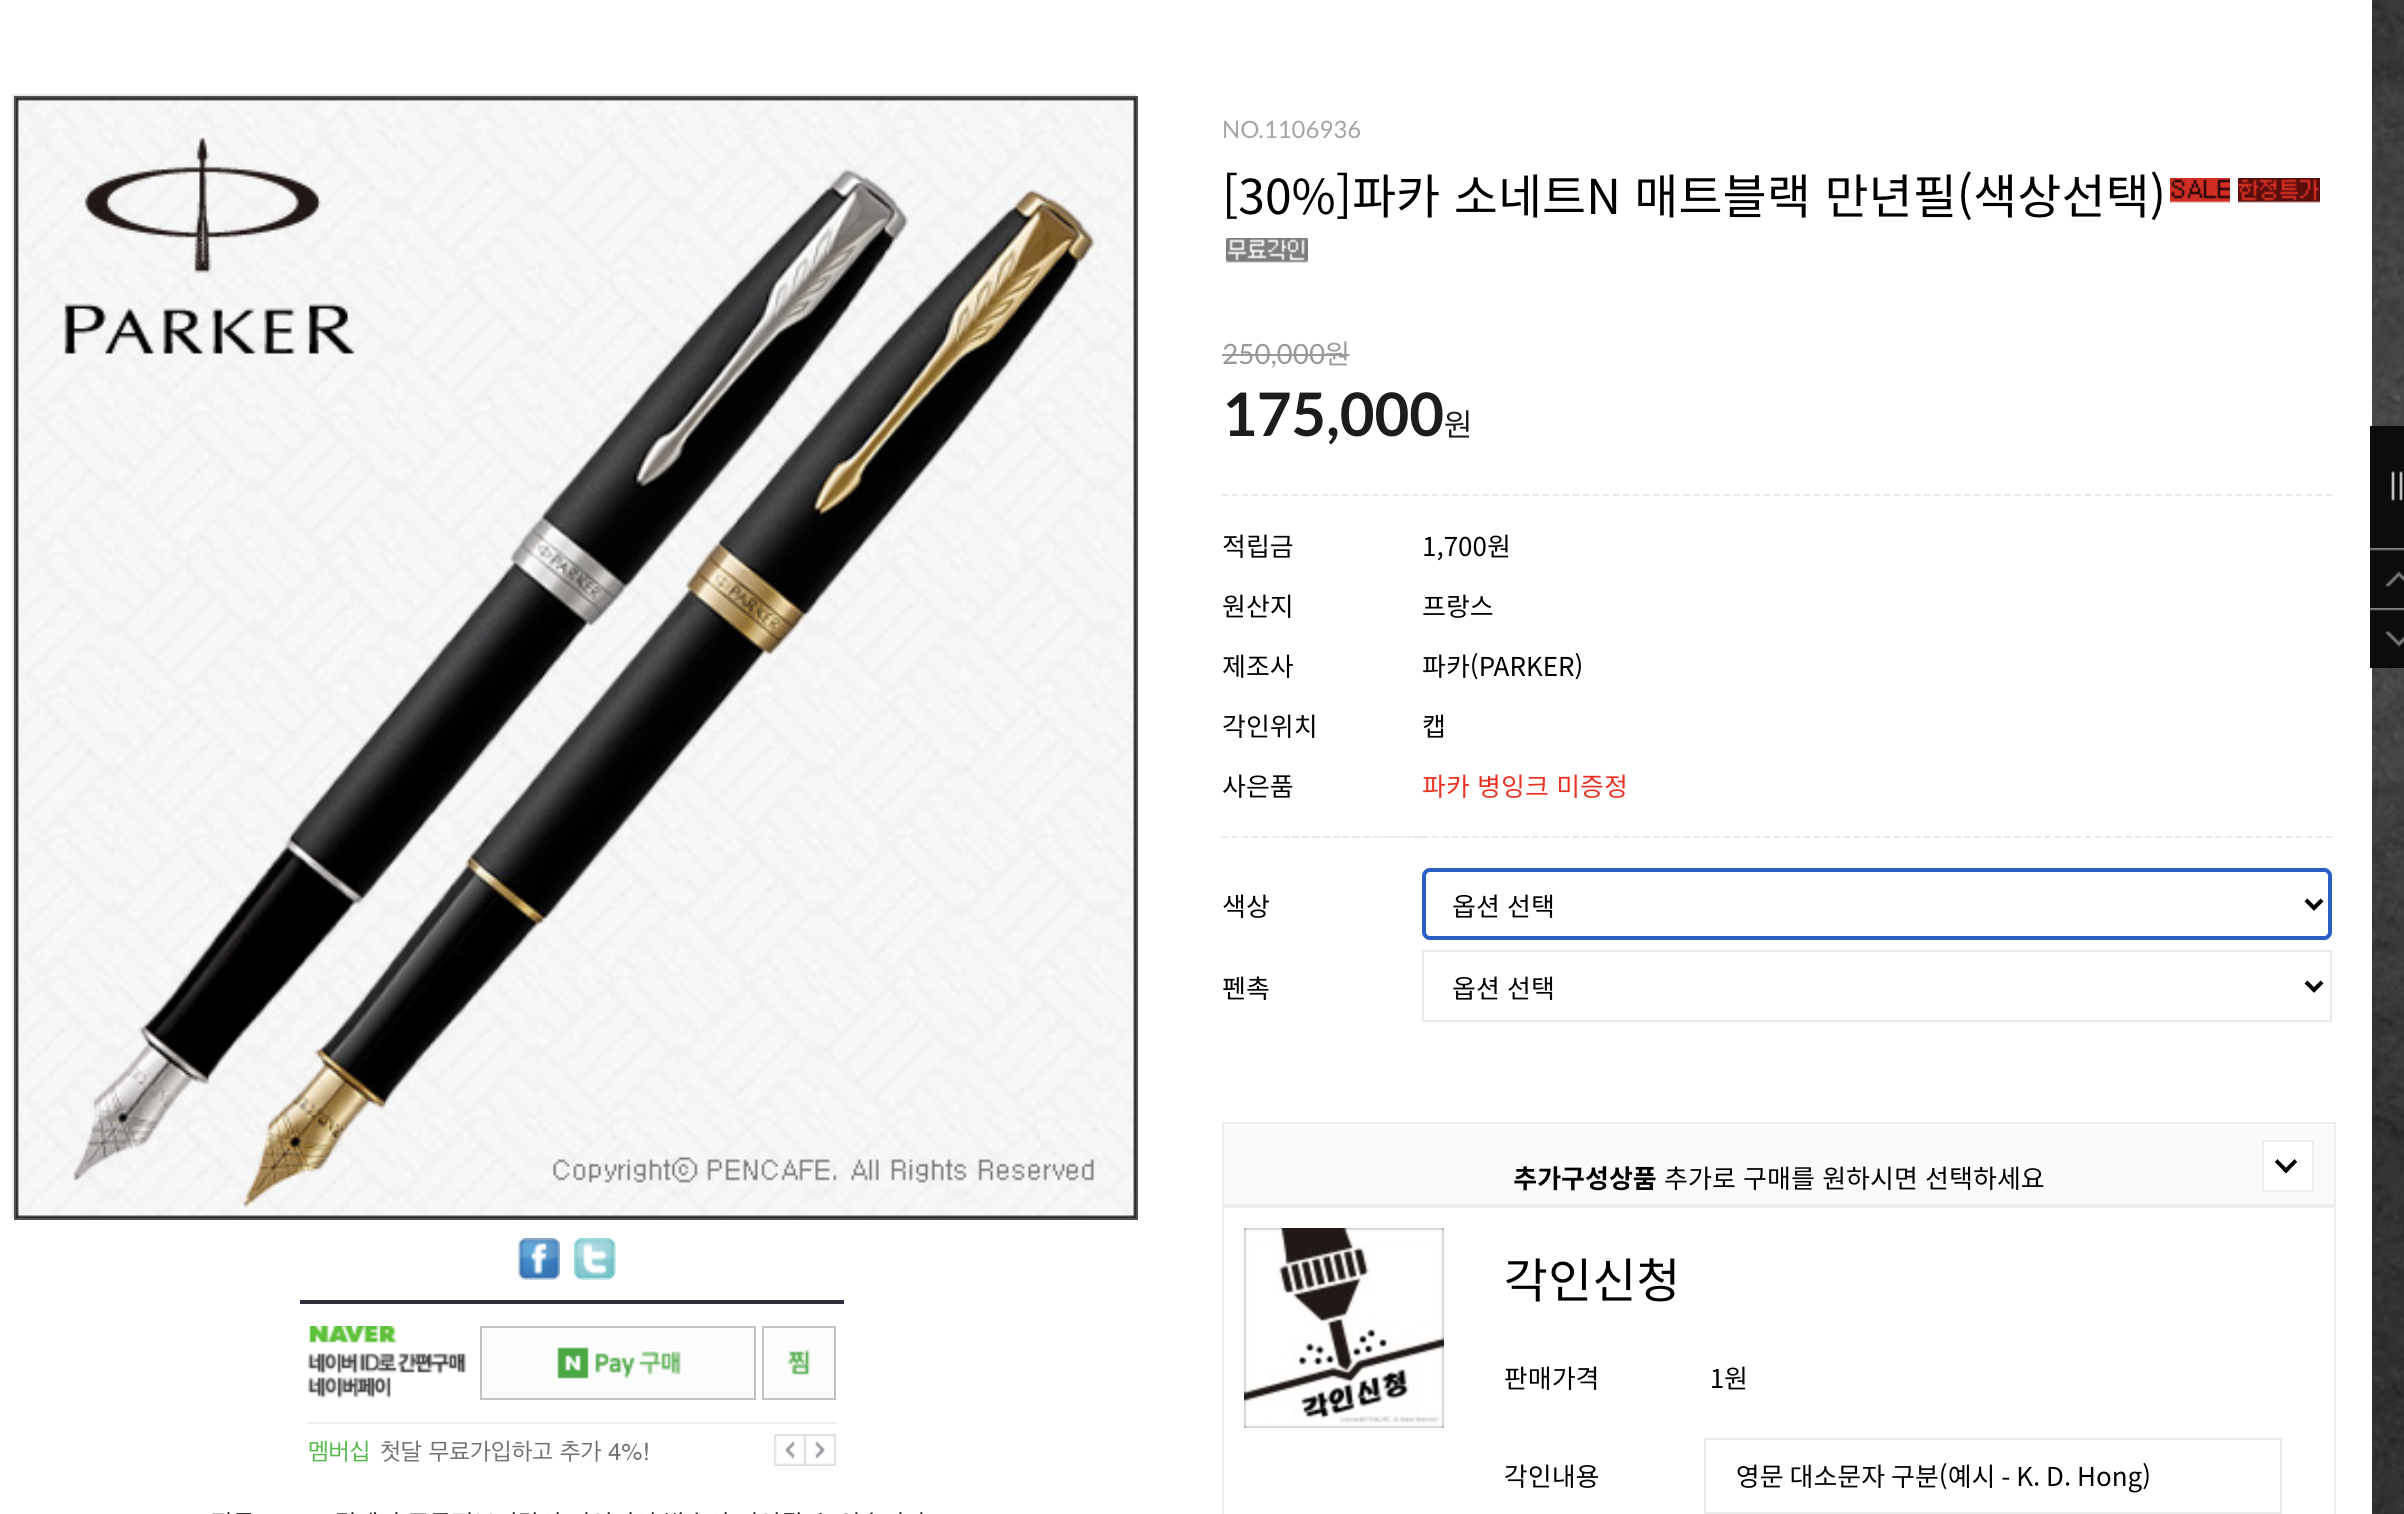 PARKER
PARKER
PARKER
Copyrightⓒ PENCAFE. All Rights Reserved
NAVER
네이버 ID로 간편구매
네이버페이
N Pay 구매
찜
멤버십 첫달 무료가입하고 추가 4%!
NO.1106936
[30%]파카 소네트N 매트블랙 만년필(색상선택) SALE 한정특가
무료각인
250,000원
175,000원
적립금 1,700원
원산지 프랑스
제조사 파카(PARKER)
각인위치 캡
사은품 파카 병잉크 미증정
색상 옵션 선택
펜촉 옵션 선택
추가구성상품 추가로 구매를 원하시면 선택하세요
각인신청
각인신청
판매가격 1원
각인내용 영문 대소문자 구분(예시 - K. D. Hong)